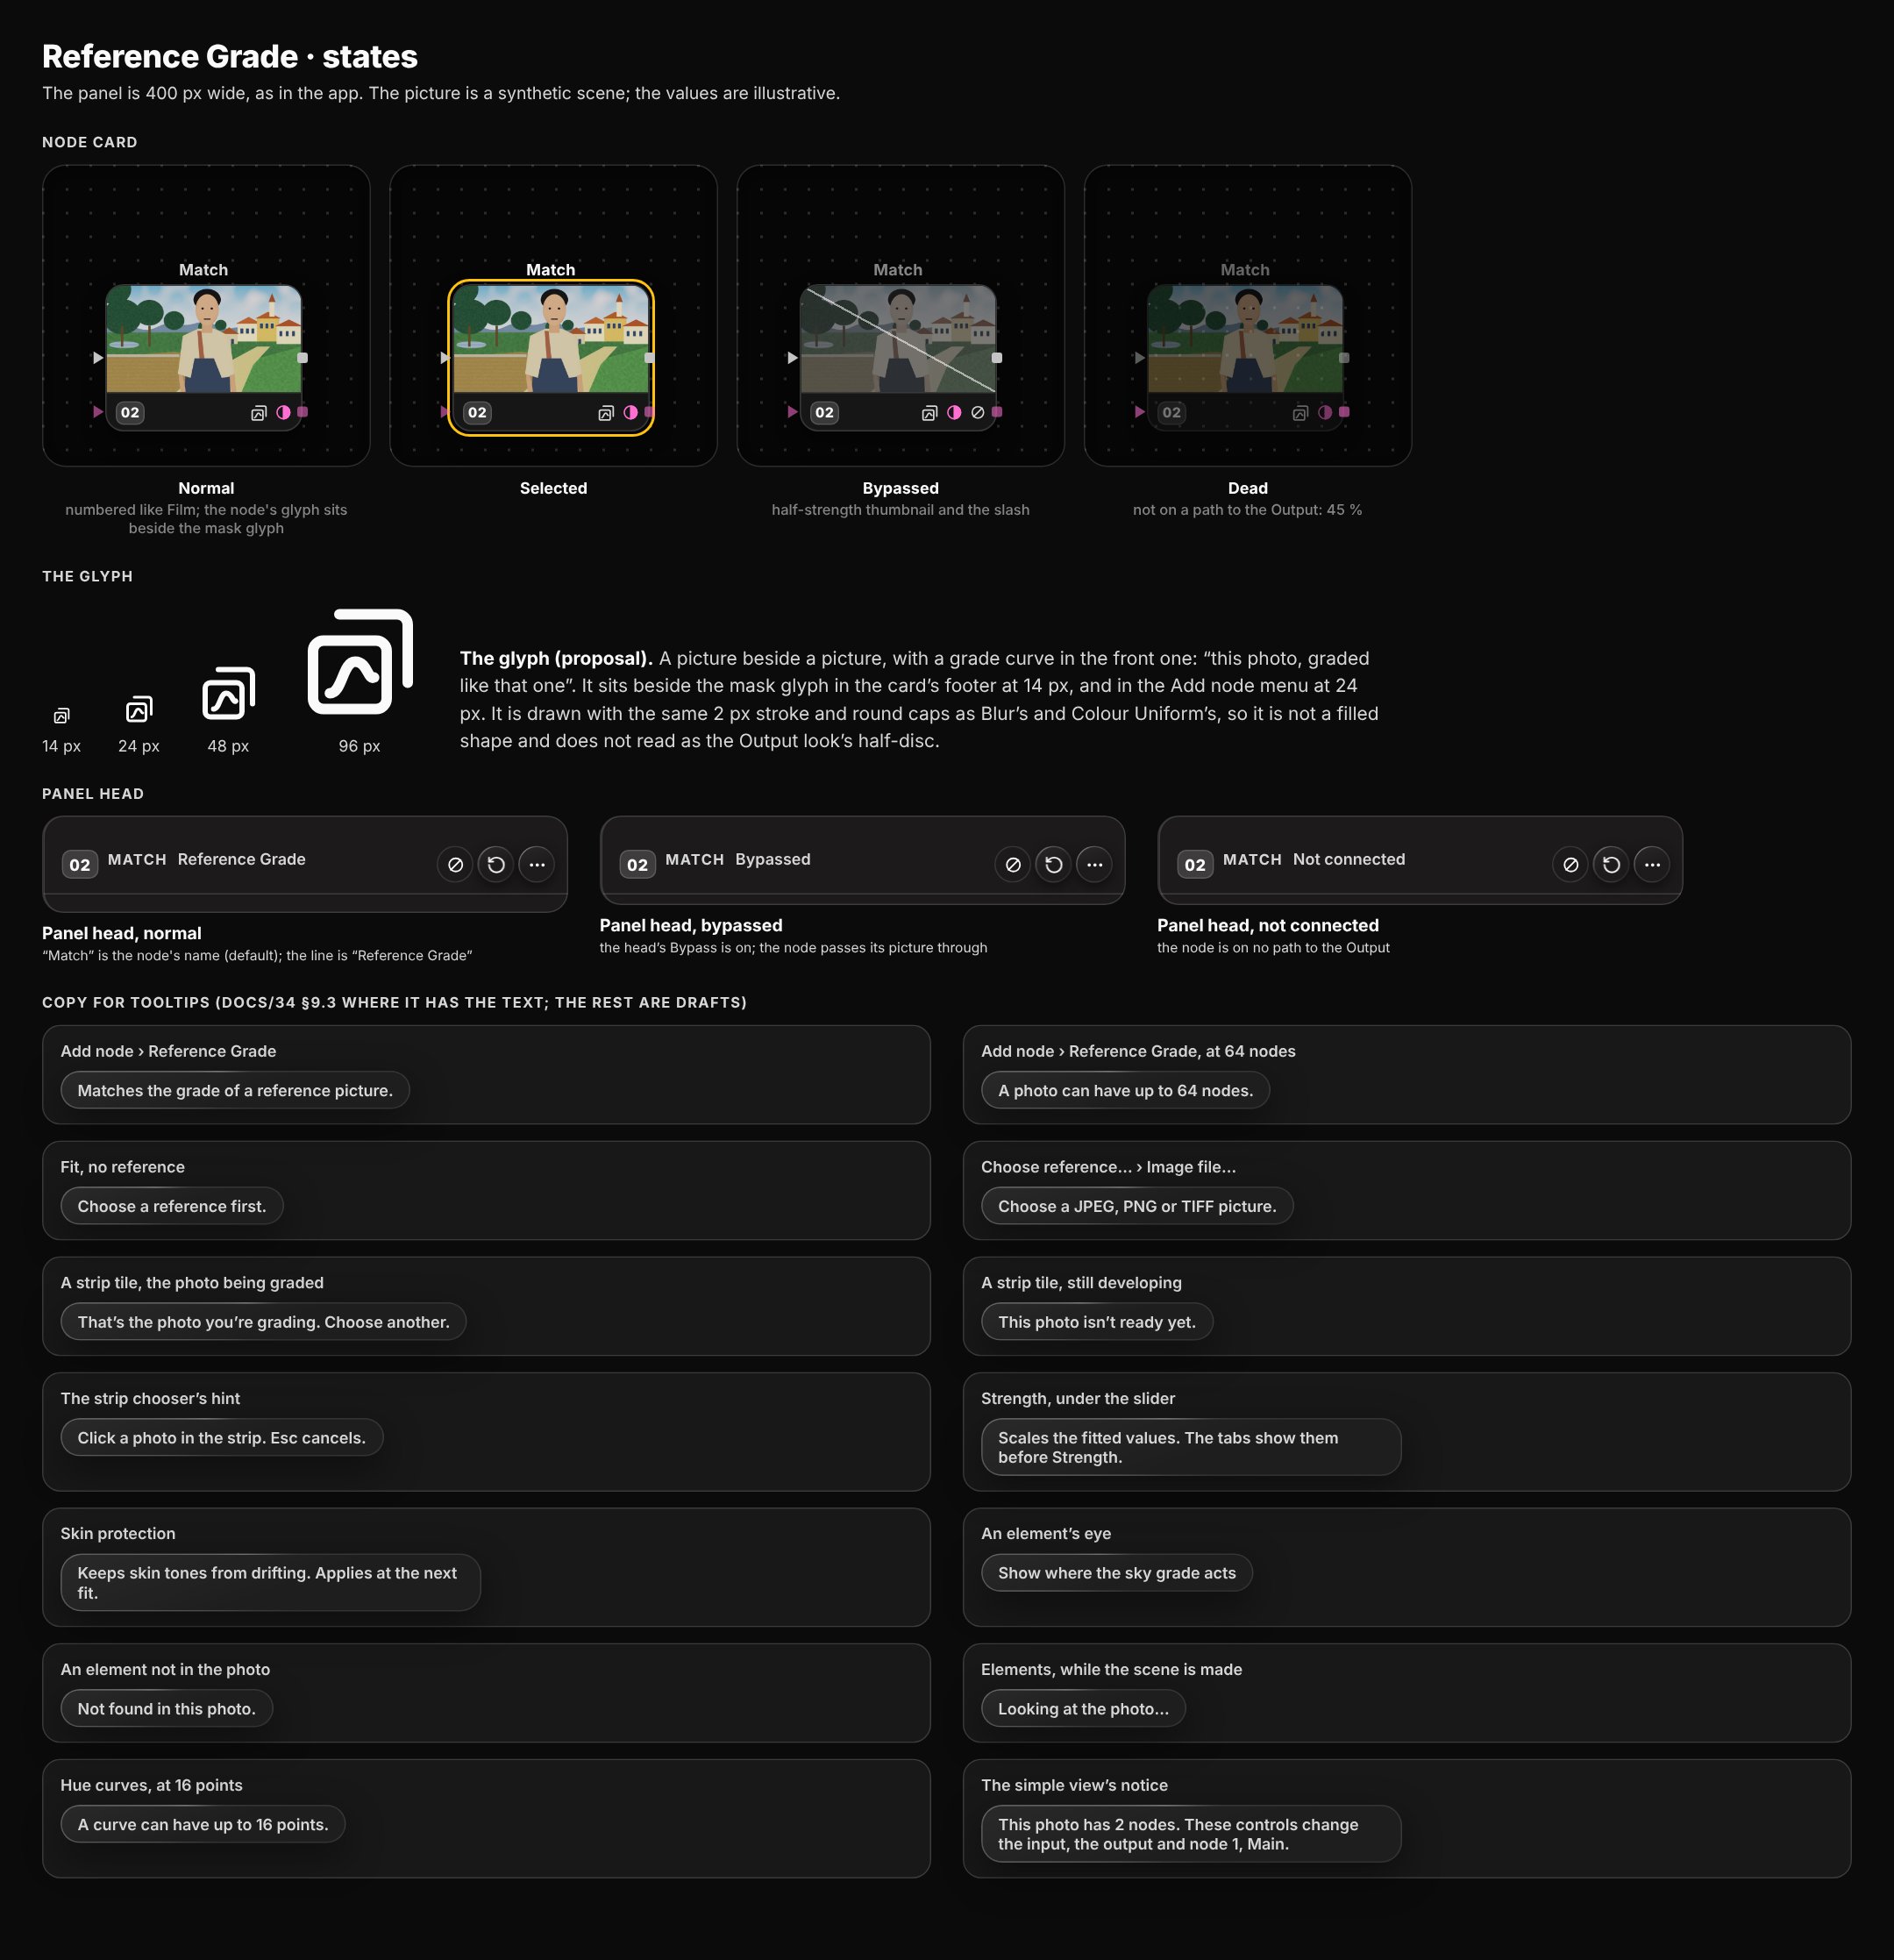 Reference Grade · states
The panel is 400 px wide, as in the app. The picture is a synthetic scene; the values are illustrative.
NODE CARD
Match
02
Normal
numbered like Film; the node's glyph sits
beside the mask glyph
Match
02
Selected
Match
02
Bypassed
half-strength thumbnail and the slash
Match
02
Dead
not on a path to the Output: 45 %
THE GLYPH
14 px
24 px
48 px
96 px
The glyph (proposal). A picture beside a picture, with a grade curve in the front one: “this photo, graded
like that one”. It sits beside the mask glyph in the card’s footer at 14 px, and in the Add node menu at 24
px. It is drawn with the same 2 px stroke and round caps as Blur’s and Colour Uniform’s, so it is not a filled
shape and does not read as the Output look’s half-disc.
PANEL HEAD
02 MATCH Reference Grade
Panel head, normal
“Match” is the node's name (default); the line is “Reference Grade”
02 MATCH Bypassed
Panel head, bypassed
the head’s Bypass is on; the node passes its picture through
02 MATCH Not connected
Panel head, not connected
the node is on no path to the Output
COPY FOR TOOLTIPS (DOCS/34 §9.3 WHERE IT HAS THE TEXT; THE REST ARE DRAFTS)
Add node › Reference Grade
Matches the grade of a reference picture.
Add node › Reference Grade, at 64 nodes
A photo can have up to 64 nodes.
Fit, no reference
Choose a reference first.
Choose reference… › Image file…
Choose a JPEG, PNG or TIFF picture.
A strip tile, the photo being graded
That’s the photo you’re grading. Choose another.
A strip tile, still developing
This photo isn’t ready yet.
The strip chooser’s hint
Click a photo in the strip. Esc cancels.
Strength, under the slider
Scales the fitted values. The tabs show them
before Strength.
Skin protection
Keeps skin tones from drifting. Applies at the next
fit.
An element’s eye
Show where the sky grade acts
An element not in the photo
Not found in this photo.
Elements, while the scene is made
Looking at the photo…
Hue curves, at 16 points
A curve can have up to 16 points.
The simple view’s notice
This photo has 2 nodes. These controls change
the input, the output and node 1, Main.